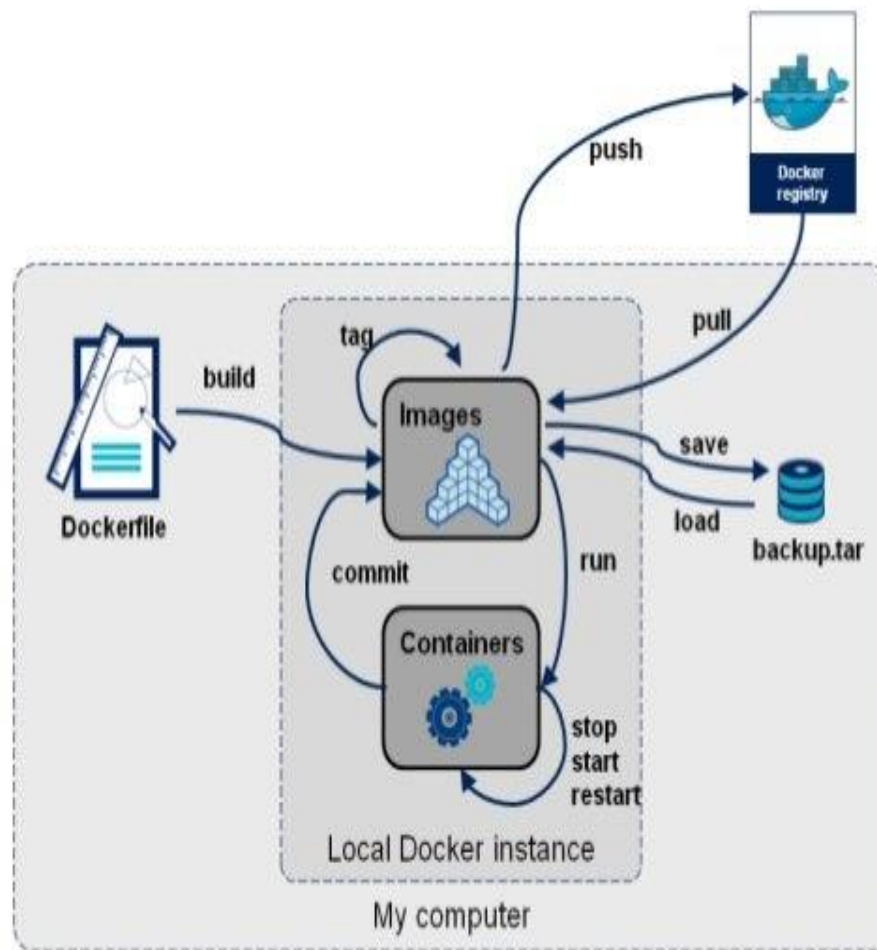 push
Docker
registry
tag
pull
build
Images
save
Dockerfile
load
backup.tar
commit
run
Containers
stop
start
restart
Local Docker instance
My computer